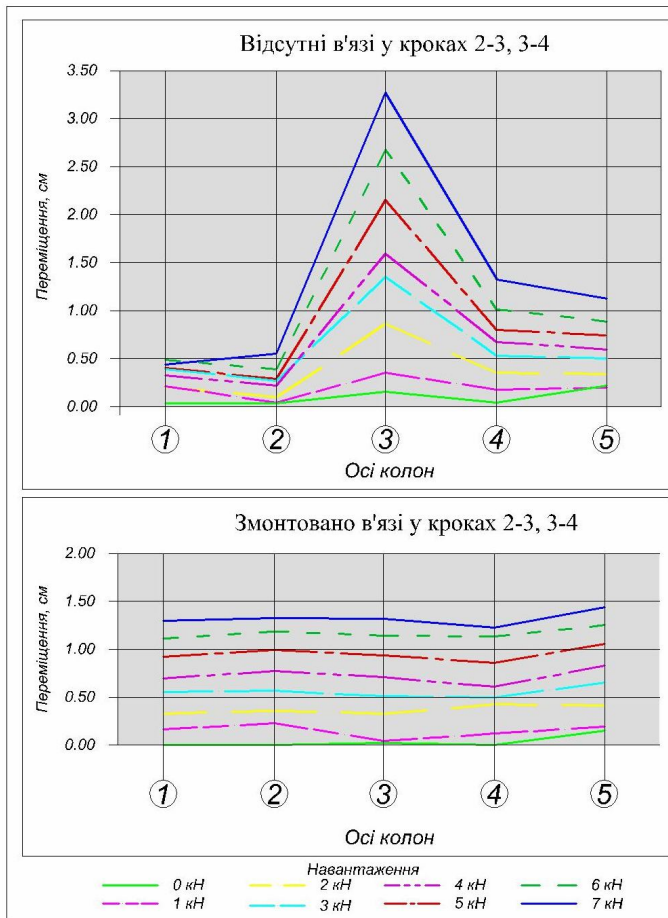 Відсутні в'язі у кроках 2-3, 3-4
Переміщення, см
3.50
3.00
2.50
2.00
1.50
1.00
0.50
0.00
1 2 3 4 5
Осі колон
Змонтовано в'язі у кроках 2-3, 3-4
Переміщення, см
2.00
1.50
1.00
0.50
0.00
1 2 3 4 5
Осі колон
Навантаження
0 кН 2 кН 4 кН 6 кН
1 кН 3 кН 5 кН 7 кН